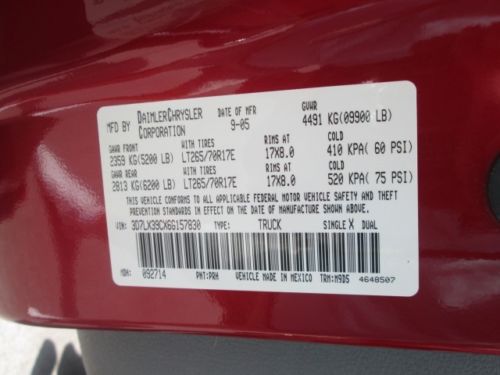 MFD BY DAIMLERCHRYSLER CORPORATION DATE OF MFR 9-05 GVWR 4491 KG(09900 LB)
GAWR FRONT WITH TIRES RIMS AT COLD
2359 KG(5200 LB) LT265/70R17E 17X8.0 410 KPA( 60 PSI)
GAWR REAR WITH TIRES RIMS AT COLD
2813 KG(6200 LB) LT265/70R17E 17X8.0 520 KPA( 75 PSI)
THIS VEHICLE CONFORMS TO ALL APPLICABLE FEDERAL MOTOR VEHICLE SAFETY AND THEFT
PREVENTION STANDARDS IN EFFECT ON THE DATE OF MANUFACTURE SHOWN ABOVE.
VIN: 3D7LX39CX6G157830 TYPE: TRUCK SINGLE X DUAL
MDH: 092714 PNT:PRH VEHICLE MADE IN MEXICO TRM:M9DS 4648507